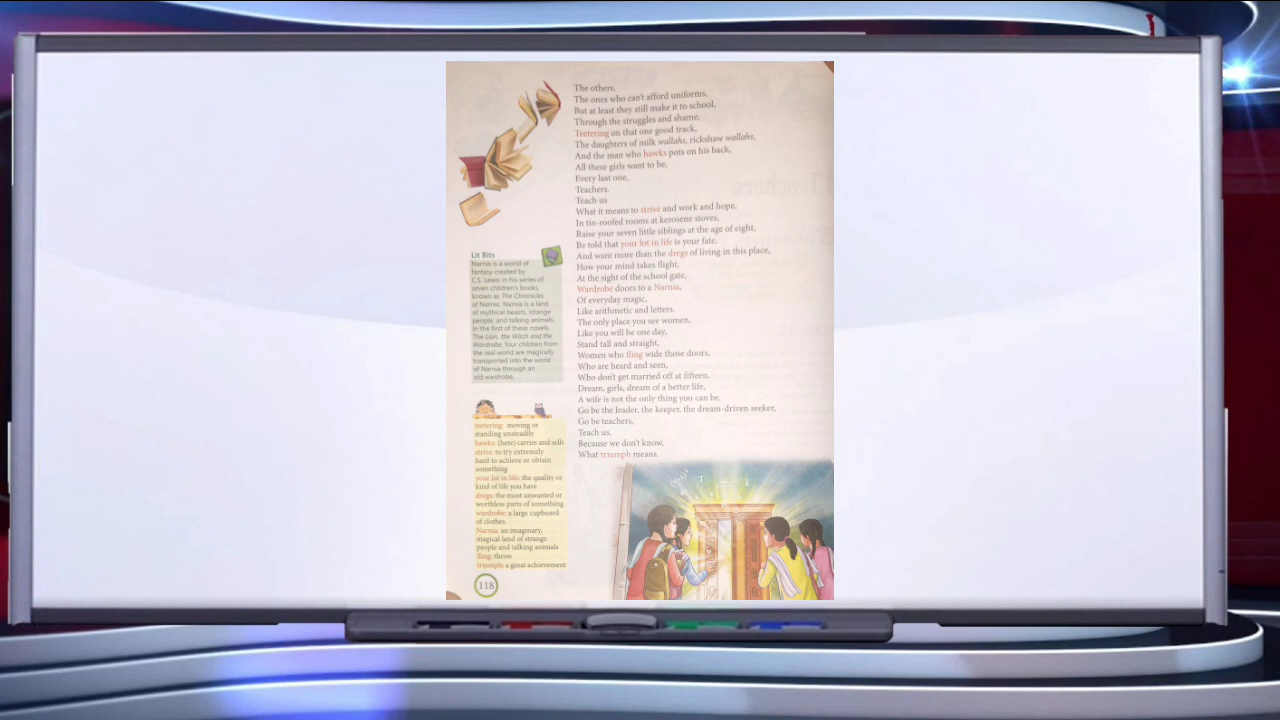 The others,
The ones who can't afford uniforms,
But at least they still make it to school,
Through the struggles and shame,
Teetering on that one good track,
The daughters of milk wallahs, rickshaw wallahs,
And the man who hawks pots on his back,
All these girls want to be,
Every last one,
Teachers.
Teach us
What it means to strive and work and hope,
In tin-roofed rooms at kerosene stoves,
Raise your seven little siblings at the age of eight,
Be told that your lot in life is your fate,
And want more than the dregs of living in this place,
How your mind takes flight,
At the sight of the school gate,
Wardrobe doors to a Narnia,
Of everyday magic,
Like arithmetic and letters,
The only place you see women,
Like you will be one day,
Stand tall and straight,
Women who fling wide those doors,
Who are heard and seen,
Who don't get married off at fifteen,
Dream, girls, dream of a better life,
A wife is not the only thing you can be.
Go be the leader, the keeper, the dream-driven seeker,
Go be teachers,
Teach us,
Because we don't know,
What triumph means.
Lit Bits
Narnia is a world of
fantasy created by
C.S. Lewis in his series of
seven children's books,
known as The Chronicles
of Narnia. Narnia is a land
of mythical beasts, strange
people, and talking animals.
In the first of these novels,
The Lion, the Witch and the
Wardrobe, four children from
the real world are magically
transported into the world
of Narnia through an
old wardrobe.
teetering: moving or
standing unsteadily
hawks: (here) carries and sells
strive: to try extremely
hard to achieve or obtain
something
your lot in life: the quality or
kind of life you have
dregs: the most unwanted or
worthless parts of something
wardrobe: a large cupboard
of clothes
Narnia: an imaginary,
magical land of strange
people and talking animals
fling: throw
triumph: a great achievement
118